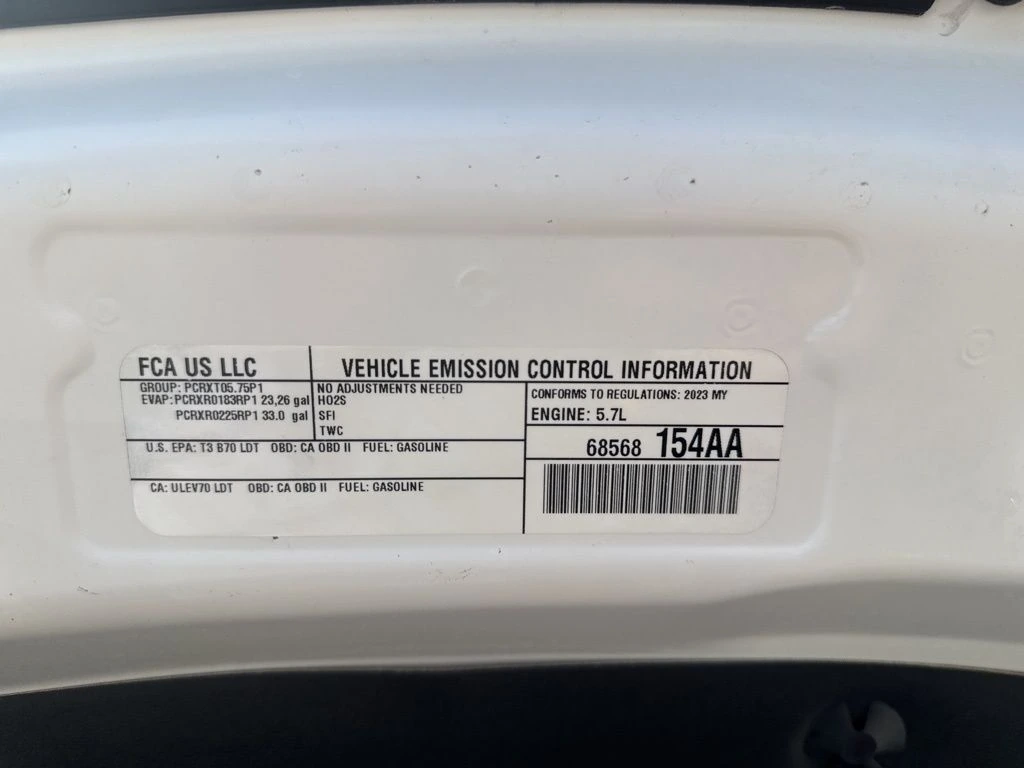 FCA US LLC
VEHICLE EMISSION CONTROL INFORMATION
GROUP: PCRXT05.75P1
EVAP:PCRXR0183RP1 23,26 gal
PCRXR0225RP1 33.0 gal
NO ADJUSTMENTS NEEDED
HO2S
SFI
TWC
CONFORMS TO REGULATIONS: 2023 MY
ENGINE: 5.7L
68568 154AA
U.S. EPA: T3 B70 LDT OBD: CA OBD II FUEL: GASOLINE
CA: ULEV70 LDT OBD: CA OBD II FUEL: GASOLINE